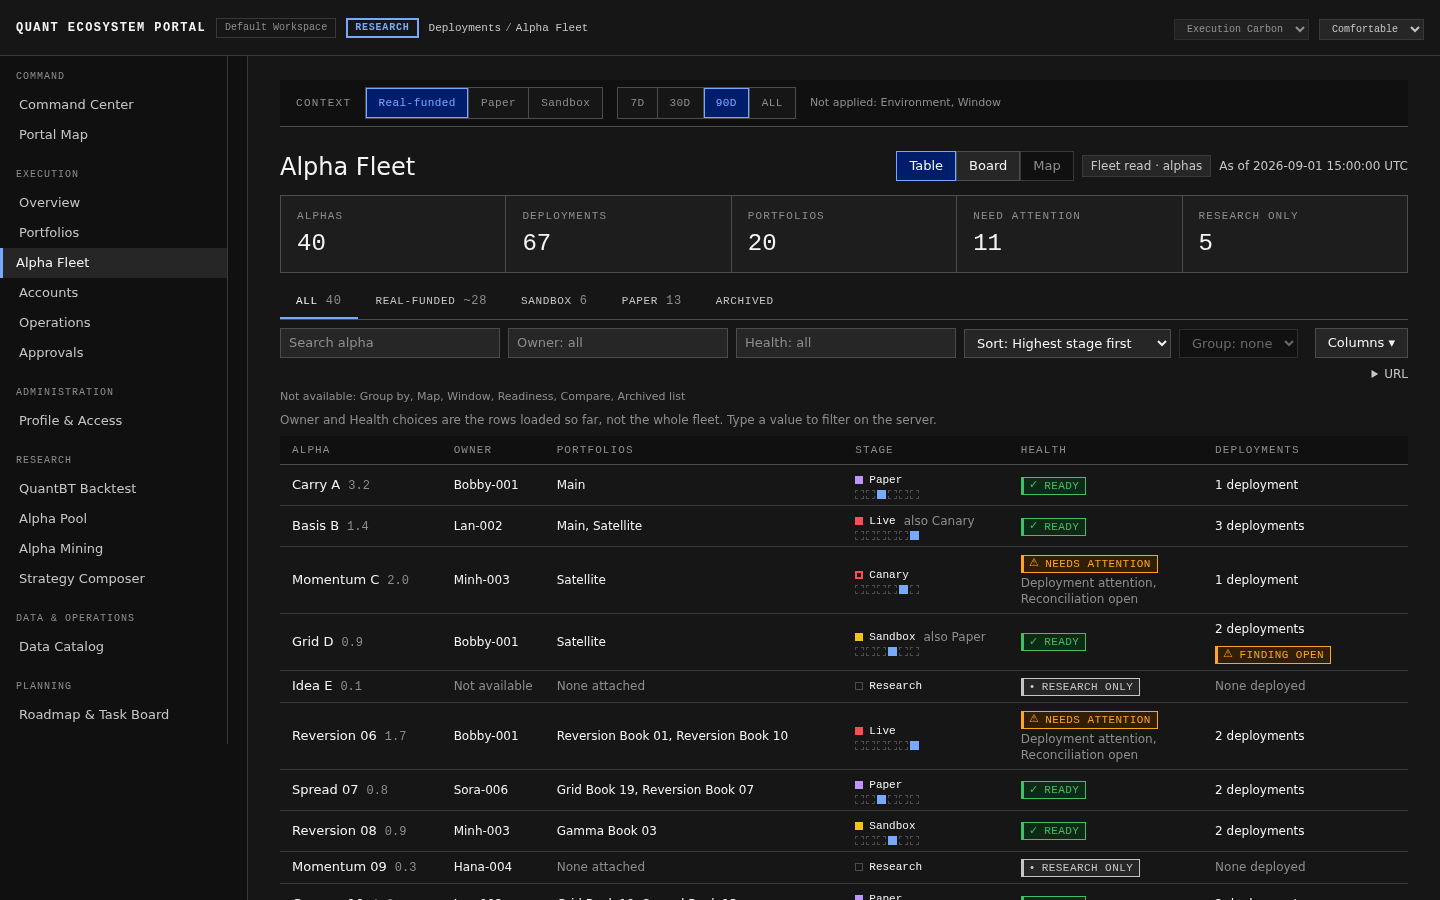 QUANT ECOSYSTEM PORTAL Default Workspace RESEARCH Deployments / Alpha Fleet Execution Carbon Comfortable
COMMAND
Command Center
Portal Map
EXECUTION
Overview
Portfolios
Alpha Fleet
Accounts
Operations
Approvals
ADMINISTRATION
Profile & Access
RESEARCH
QuantBT Backtest
Alpha Pool
Alpha Mining
Strategy Composer
DATA & OPERATIONS
Data Catalog
PLANNING
Roadmap & Task Board
CONTEXT Real-funded Paper Sandbox 7D 30D 90D ALL Not applied: Environment, Window
Alpha Fleet Table Board Map Fleet read · alphas As of 2026-09-01 15:00:00 UTC
ALPHAS DEPLOYMENTS PORTFOLIOS NEED ATTENTION RESEARCH ONLY
40 67 20 11 5
ALL 40 REAL-FUNDED ~28 SANDBOX 6 PAPER 13 ARCHIVED
Search alpha Owner: all Health: all Sort: Highest stage first Group: none Columns ▾
▶ URL
Not available: Group by, Map, Window, Readiness, Compare, Archived list
Owner and Health choices are the rows loaded so far, not the whole fleet. Type a value to filter on the server.
ALPHA OWNER PORTFOLIOS STAGE HEALTH DEPLOYMENTS
Carry A 3.2 Bobby-001 Main Paper ✓ READY 1 deployment
Basis B 1.4 Lan-002 Main, Satellite Live also Canary ✓ READY 3 deployments
Momentum C 2.0 Minh-003 Satellite Canary ⚠ NEEDS ATTENTION 1 deployment
Deployment attention,
Reconciliation open
Grid D 0.9 Bobby-001 Satellite Sandbox also Paper ✓ READY 2 deployments
⚠ FINDING OPEN
Idea E 0.1 Not available None attached Research • RESEARCH ONLY None deployed
Reversion 06 1.7 Bobby-001 Reversion Book 01, Reversion Book 10 Live ⚠ NEEDS ATTENTION 2 deployments
Deployment attention,
Reconciliation open
Spread 07 0.8 Sora-006 Grid Book 19, Reversion Book 07 Paper ✓ READY 2 deployments
Reversion 08 0.9 Minh-003 Gamma Book 03 Sandbox ✓ READY 2 deployments
Momentum 09 0.3 Hana-004 None attached Research • RESEARCH ONLY None deployed
Paper